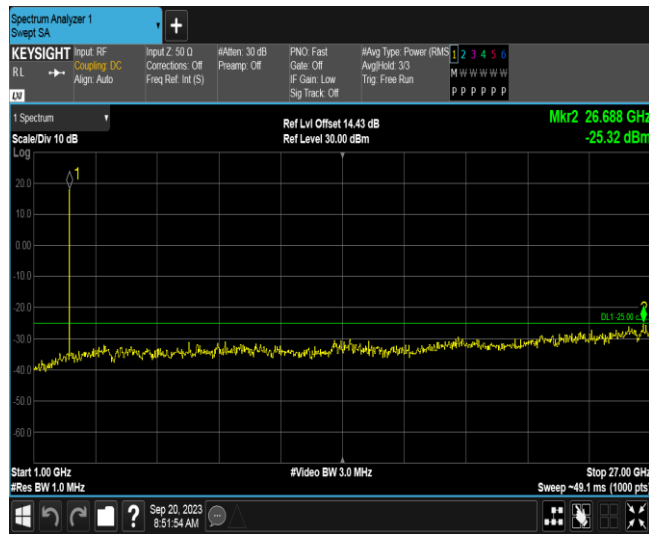 Spectrum Analyzer 1
Swept SA
+
KEYSIGHT Input: RF Input Z: 50 Ω #Atten: 30 dB PNO: Fast #Avg Type: Power (RMS 1 2 3 4 5 6
RL Coupling: DC Corrections: Off Preamp: Off Gate: Off Avg|Hold: 3/3 M W W W W W
Align: Auto Freq Ref: Int (S) IF Gain: Low Trig: Free Run P P P P P P
LXI Sig Track: Off
1 Spectrum Ref Lvl Offset 14.43 dB Mkr2 26.688 GHz
Scale/Div 10 dB Ref Level 30.00 dBm -25.32 dBm
Log
1
20.0
10.0
0.00
-10.0
-20.0
2
DL1 -25.00
-30.0
-40.0
-50.0
-60.0
Start 1.00 GHz #Video BW 3.0 MHz Stop 27.00 GHz
#Res BW 1.0 MHz Sweep ~49.1 ms (1000 pts)
? Sep 20, 2023
8:51:54 AM